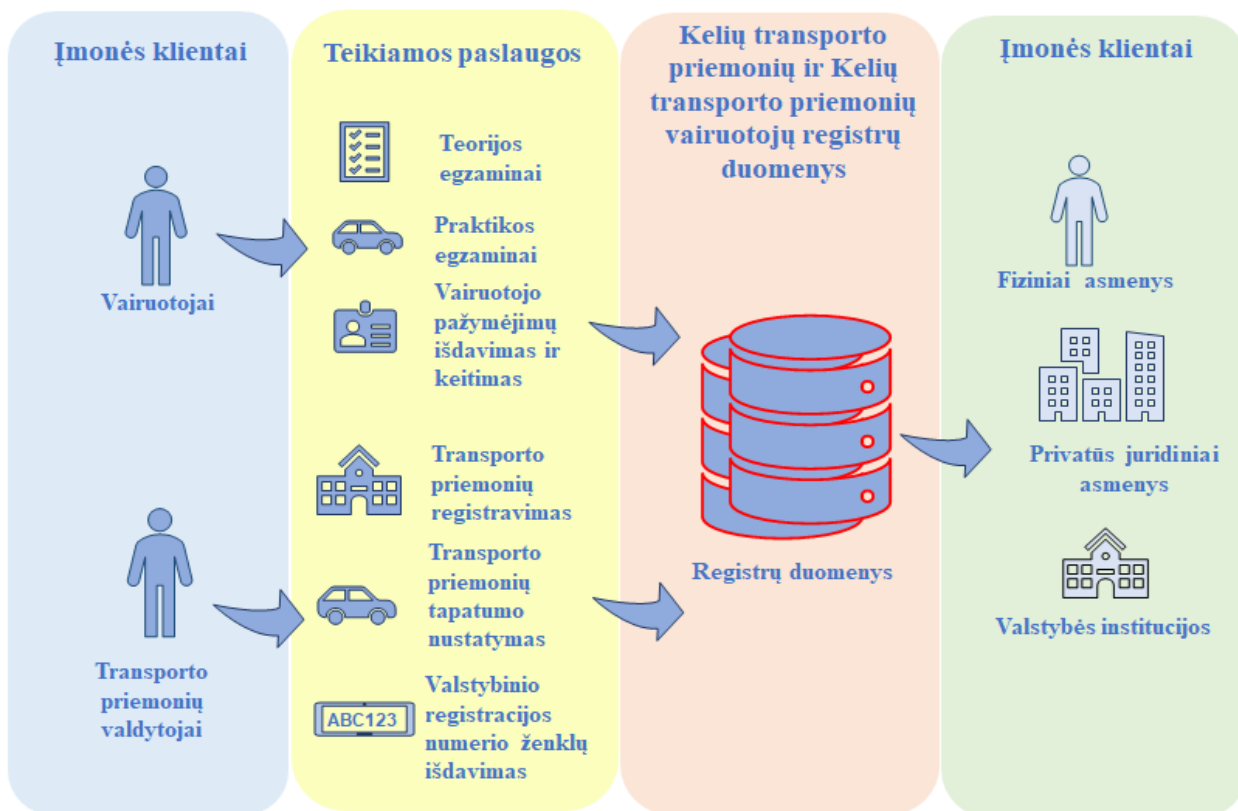 Įmonės klientai
Vairuotojai
Transporto
priemonių
valdytojai
Teikiamos paslaugos
Teorijos
egzaminai
Praktikos
egzaminai
Vairuotojo
pažymėjimų
išdavimas ir
keitimas
Transporto
priemonių
registravimas
Transporto
priemonių
tapatumo
nustatymas
ABC123
Valstybinio
registracijos
numerio ženklų
išdavimas
Kelių transporto
priemonių ir Kelių
transporto priemonių
vairuotojų registrų
duomenys
Registrų duomenys
Įmonės klientai
Fiziniai asmenys
Privatūs juridiniai
asmenys
Valstybės institucijos